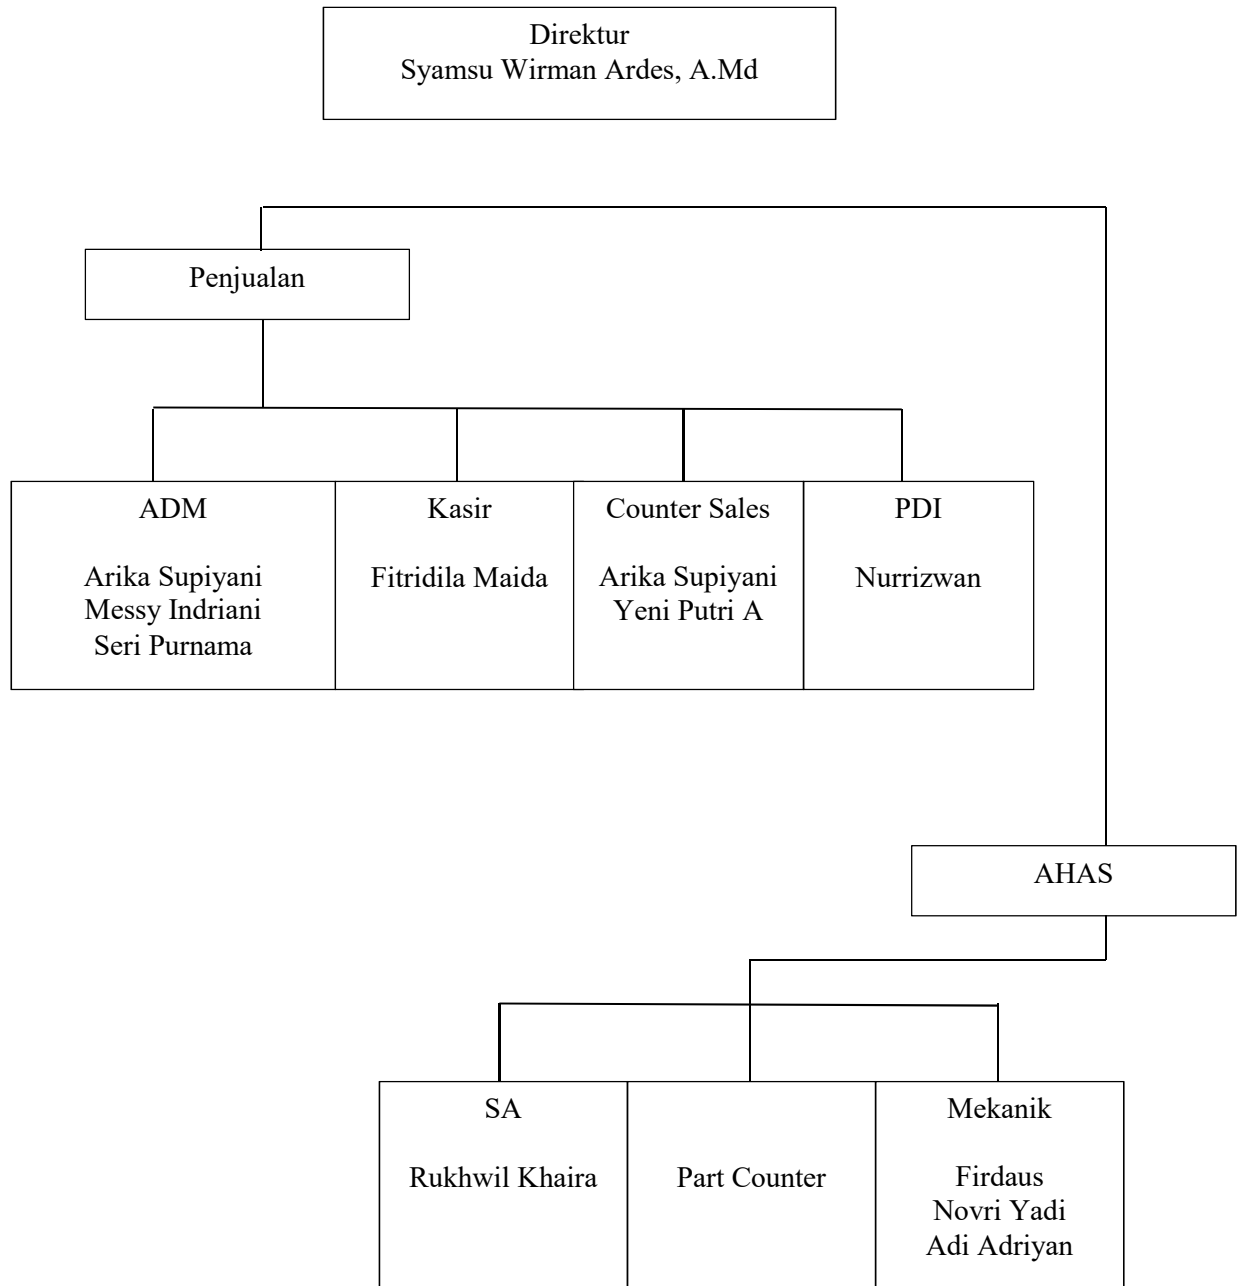 Direktur
Syamsu Wirman Ardes, A.Md
Penjualan
ADM
Arika Supiyani
Messy Indriani
Seri Purnama
Kasir
Fitridila Maida
Counter Sales
Arika Supiyani
Yeni Putri A
PDI
Nurrizwan
AHAS
SA
Rukhwil Khaira
Part Counter
Mekanik
Firdaus
Novri Yadi
Adi Adriyan